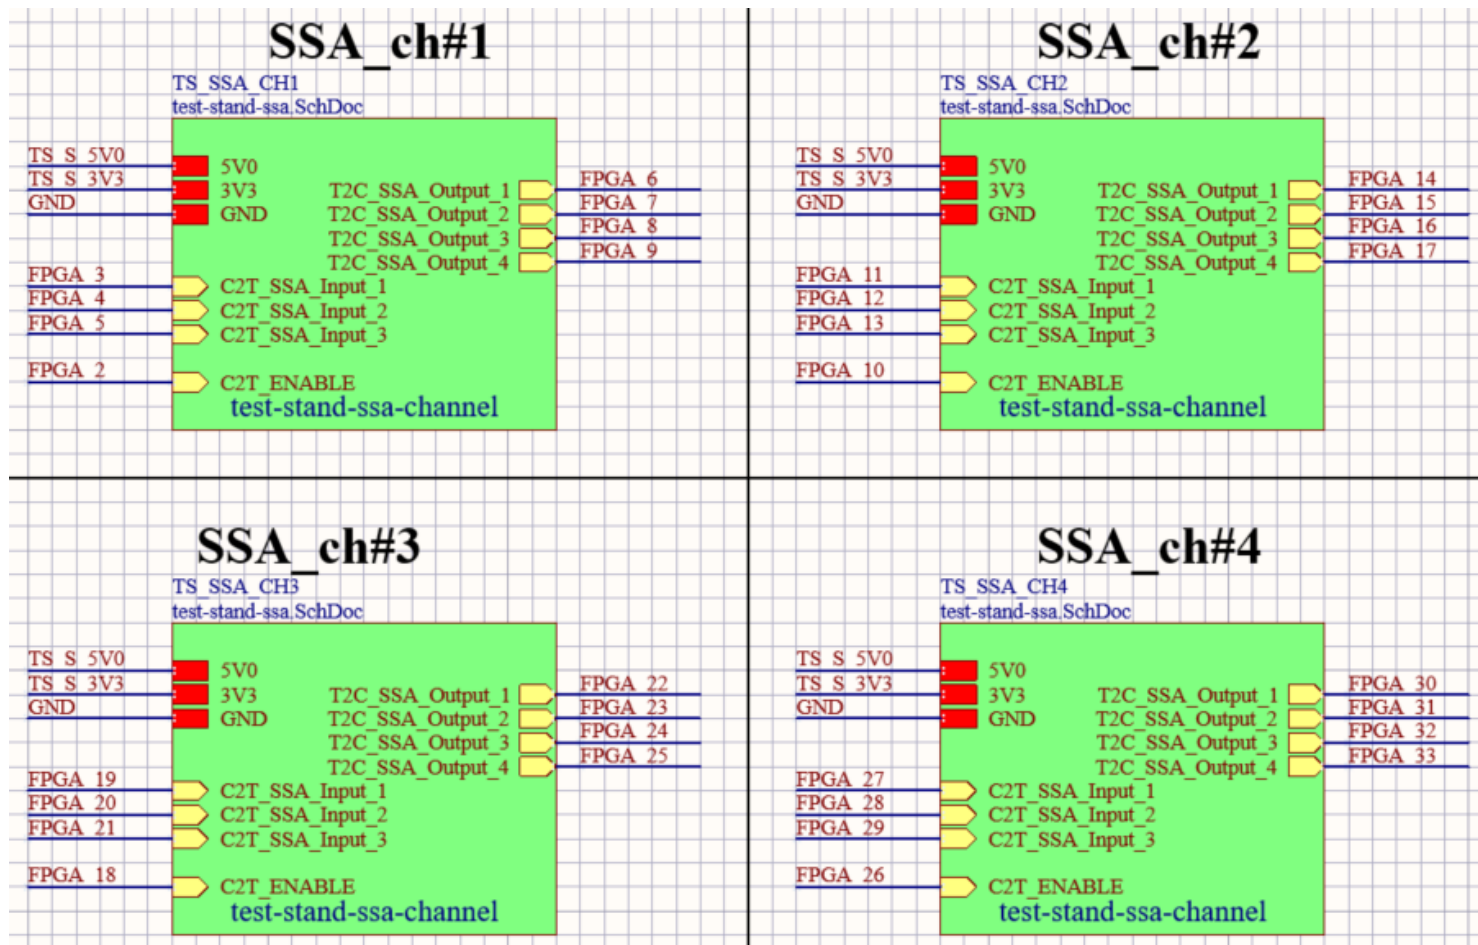 SSA_ch#1
TS_SSA_CH1
test-stand-ssa.SchDoc
TS_S_5V0
5V0
TS_S_3V3
3V3
GND
GND
T2C_SSA_Output_1
FPGA_6
T2C_SSA_Output_2
FPGA_7
T2C_SSA_Output_3
FPGA_8
T2C_SSA_Output_4
FPGA_9
FPGA_3
C2T_SSA_Input_1
FPGA_4
C2T_SSA_Input_2
FPGA_5
C2T_SSA_Input_3
FPGA_2
C2T_ENABLE
test-stand-ssa-channel
SSA_ch#2
TS_SSA_CH2
test-stand-ssa.SchDoc
TS_S_5V0
5V0
TS_S_3V3
3V3
GND
GND
T2C_SSA_Output_1
FPGA_14
T2C_SSA_Output_2
FPGA_15
T2C_SSA_Output_3
FPGA_16
T2C_SSA_Output_4
FPGA_17
FPGA_11
C2T_SSA_Input_1
FPGA_12
C2T_SSA_Input_2
FPGA_13
C2T_SSA_Input_3
FPGA_10
C2T_ENABLE
test-stand-ssa-channel
SSA_ch#3
TS_SSA_CH3
test-stand-ssa.SchDoc
TS_S_5V0
5V0
TS_S_3V3
3V3
GND
GND
T2C_SSA_Output_1
FPGA_22
T2C_SSA_Output_2
FPGA_23
T2C_SSA_Output_3
FPGA_24
T2C_SSA_Output_4
FPGA_25
FPGA_19
C2T_SSA_Input_1
FPGA_20
C2T_SSA_Input_2
FPGA_21
C2T_SSA_Input_3
FPGA_18
C2T_ENABLE
test-stand-ssa-channel
SSA_ch#4
TS_SSA_CH4
test-stand-ssa.SchDoc
TS_S_5V0
5V0
TS_S_3V3
3V3
GND
GND
T2C_SSA_Output_1
FPGA_30
T2C_SSA_Output_2
FPGA_31
T2C_SSA_Output_3
FPGA_32
T2C_SSA_Output_4
FPGA_33
FPGA_27
C2T_SSA_Input_1
FPGA_28
C2T_SSA_Input_2
FPGA_29
C2T_SSA_Input_3
FPGA_26
C2T_ENABLE
test-stand-ssa-channel